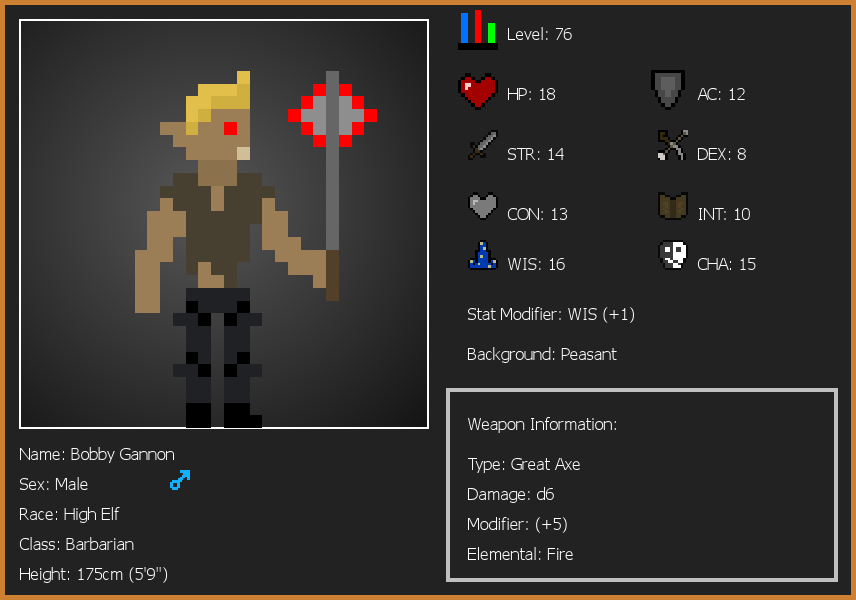 Level: 76
HP: 18
AC: 12
STR: 14
DEX: 8
CON: 13
INT: 10
WIS: 16
CHA: 15
Stat Modifier: WIS (+1)
Background: Peasant
Weapon Information:
Type: Great Axe
Damage: d6
Modifier: (+5)
Elemental: Fire
Name: Bobby Gannon
Sex: Male
Race: High Elf
Class: Barbarian
Height: 175cm (5'9")